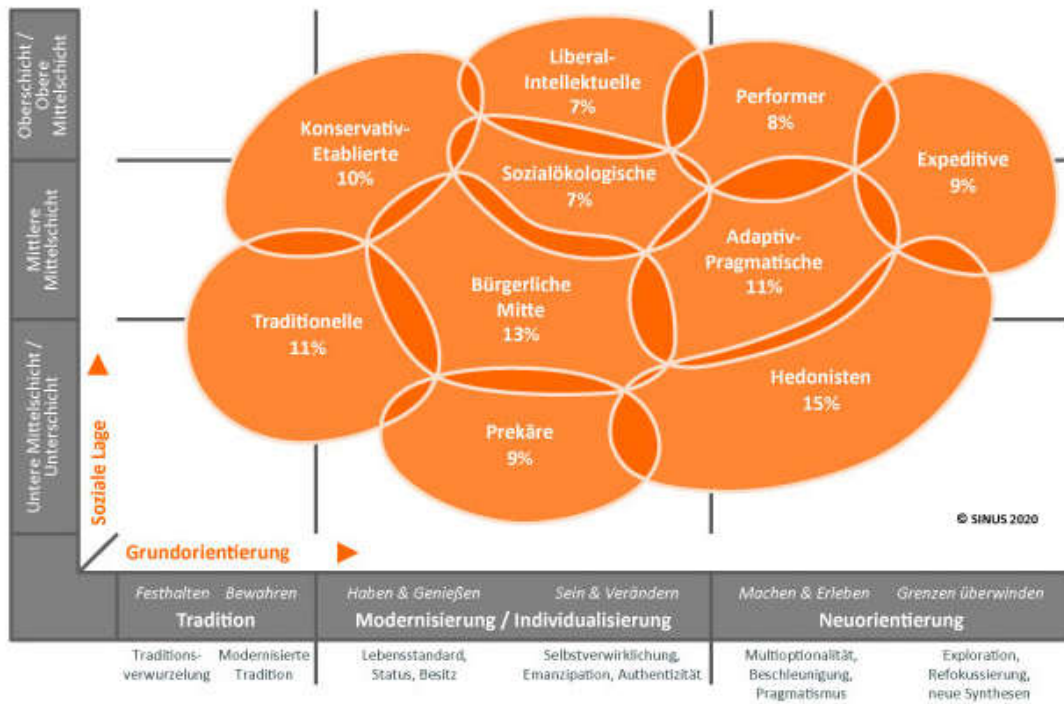 Oberschicht /
Obere
Mittelschicht
Mittlere
Mittelschicht
Untere Mittelschicht /
Unterschicht
Soziale Lage
Liberal-
Intellektuelle
7%
Performer
8%
Konservativ-
Etablierte
10%
Expeditive
9%
Sozialökologische
7%
Adaptiv-
Pragmatische
11%
Bürgerliche
Mitte
13%
Traditionelle
11%
Hedonisten
15%
Prekäre
9%
© SINUS 2020
Grundorientierung
Festhalten Bewahren
Tradition
Haben & Genießen Sein & Verändern
Modernisierung / Individualisierung
Machen & Erleben Grenzen überwinden
Neuorientierung
Traditions-
verwurzelung
Modernisierte
Tradition
Lebensstandard,
Status, Besitz
Selbstverwirklichung,
Emanzipation, Authentizität
Multioptionalität,
Beschleunigung,
Pragmatismus
Exploration,
Refokussierung,
neue Synthesen